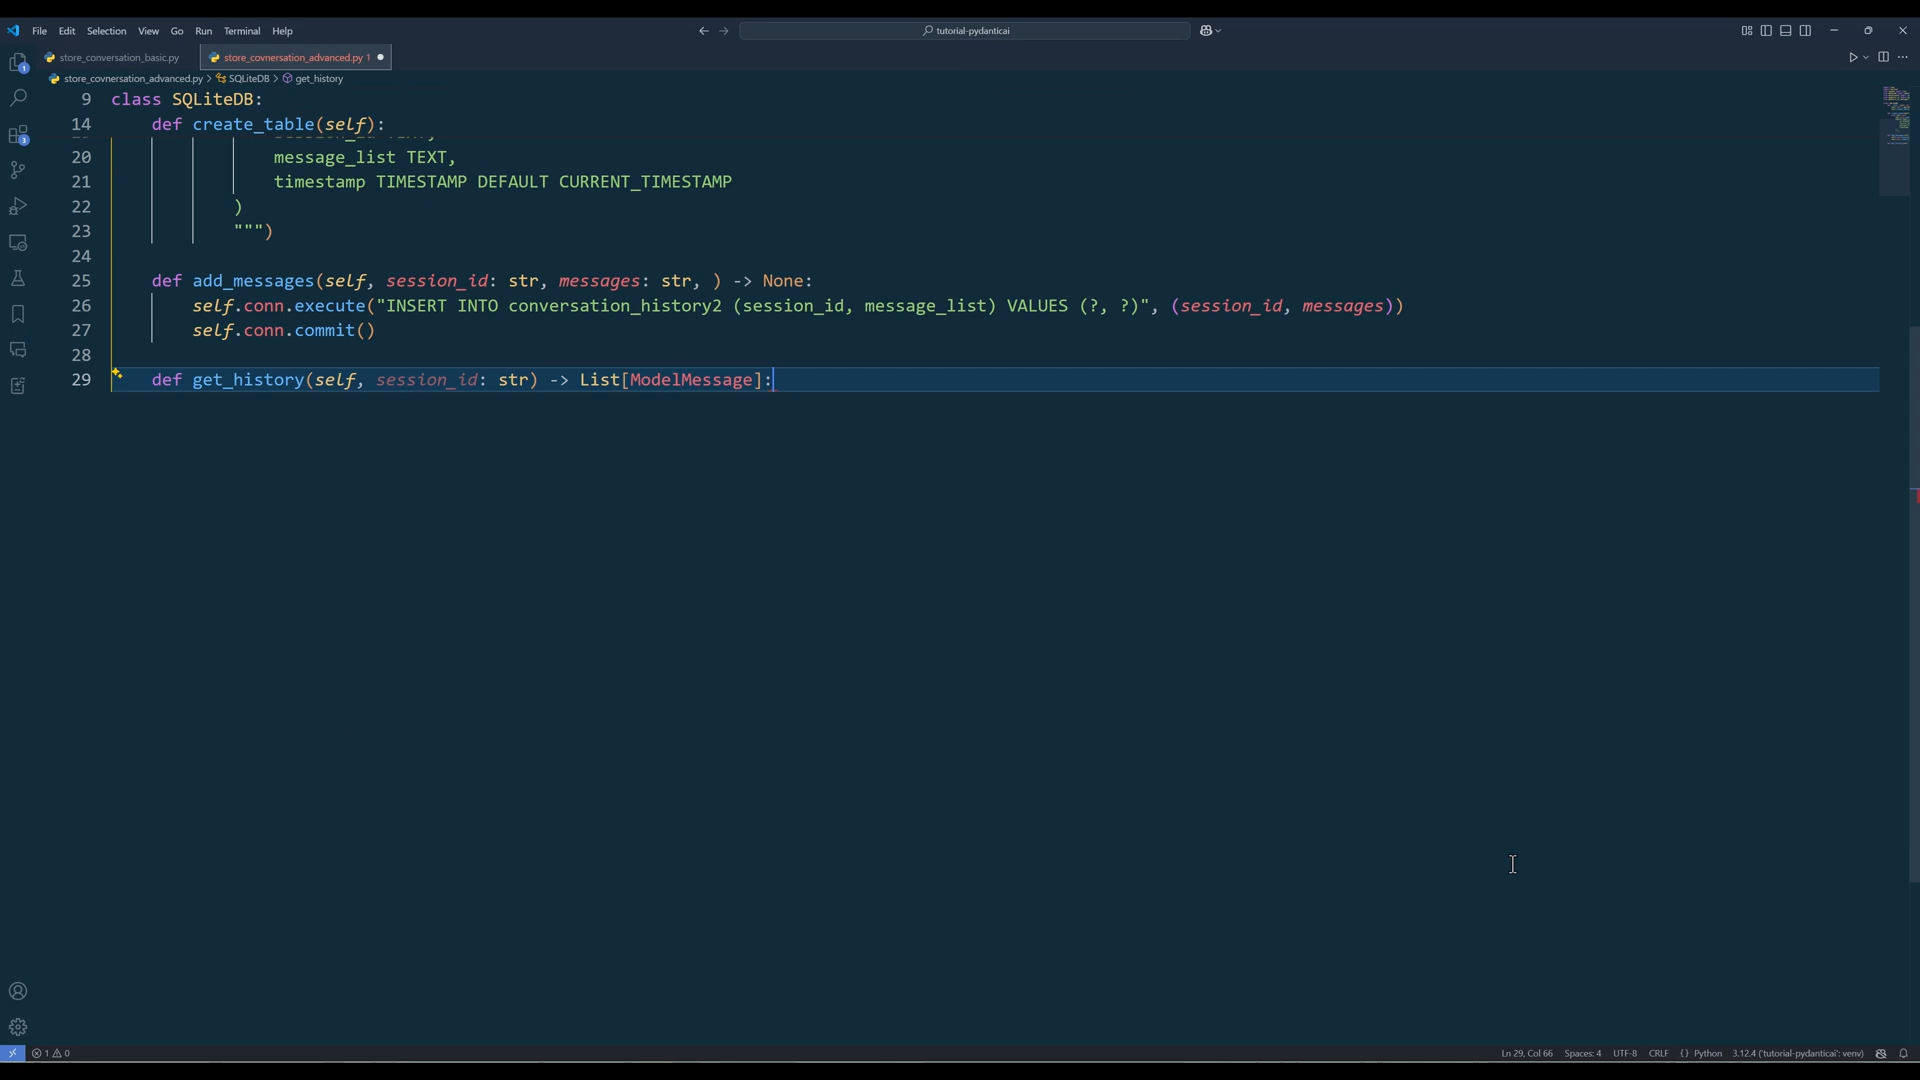 File Edit Selection View Go Run Terminal Help
tutorial-pydanticai
store_conversation_basic.py
store_covnersation_advanced.py 1
store_covnersation_advanced.py > SQLiteDB > get_history
9 class SQLiteDB:
14 def create_table(self):
20 message_list TEXT,
21 timestamp TIMESTAMP DEFAULT CURRENT_TIMESTAMP
22 )
23 """)
24
25 def add_messages(self, session_id: str, messages: str, ) -> None:
26 self.conn.execute("INSERT INTO conversation_history2 (session_id, message_list) VALUES (?, ?)", (session_id, messages))
27 self.conn.commit()
28
29 def get_history(self, session_id: str) -> List[ModelMessage]:
1
3
1 0
Ln 29, Col 66 Spaces: 4 UTF-8 CRLF {} Python 3.12.4 ('tutorial-pydanticai': venv)